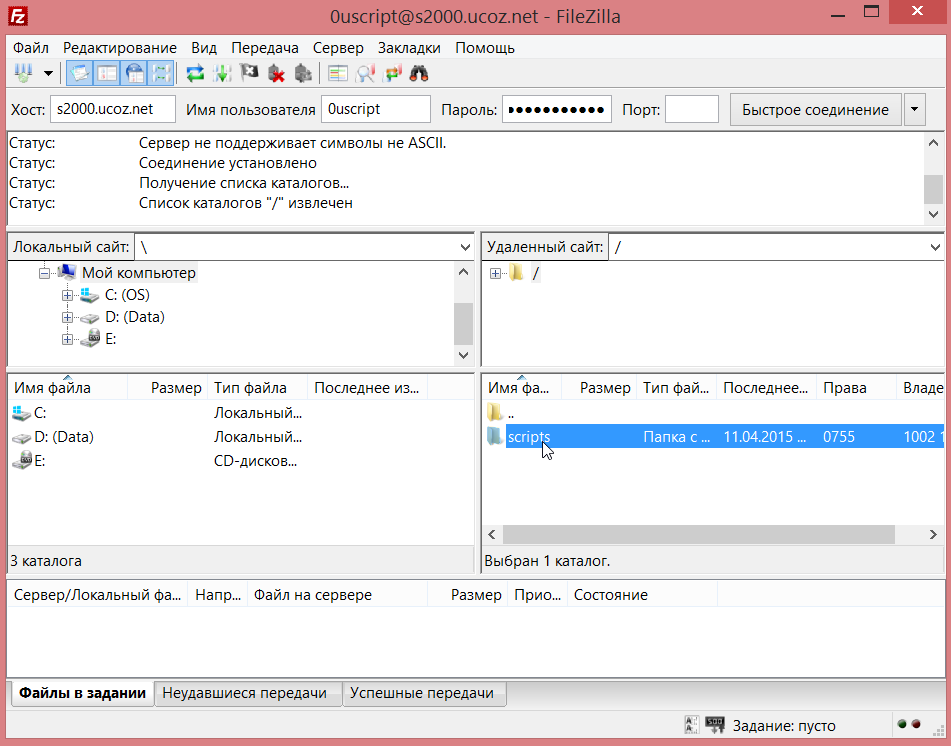 0uscript@s2000.ucoz.net - FileZilla
Файл Редактирование Вид Передача Сервер Закладки Помощь
Хост: s2000.ucoz.net Имя пользователя 0uscript Пароль: ●●●●●●●●●●● Порт: Быстрое соединение
Статус: Сервер не поддерживает символы не ASCII.
Статус: Соединение установлено
Статус: Получение списка каталогов...
Статус: Список каталогов "/" извлечен
Локальный сайт: \
Мой компьютер
C: (OS)
D: (Data)
E:
Удаленный сайт: /
/
Имя файла Размер Тип файла Последнее из...
C: Локальный...
D: (Data) Локальный...
E: CD-дисков...
3 каталога
Имя фа... Размер Тип фай... Последнее... Права Владе
..
scripts Папка с ... 11.04.2015 ... 0755 1002 1
Выбран 1 каталог.
Сервер/Локальный фа... Напр... Файл на сервере Размер Прио... Состояние
Файлы в задании Неудавшиеся передачи Успешные передачи
Задание: пусто